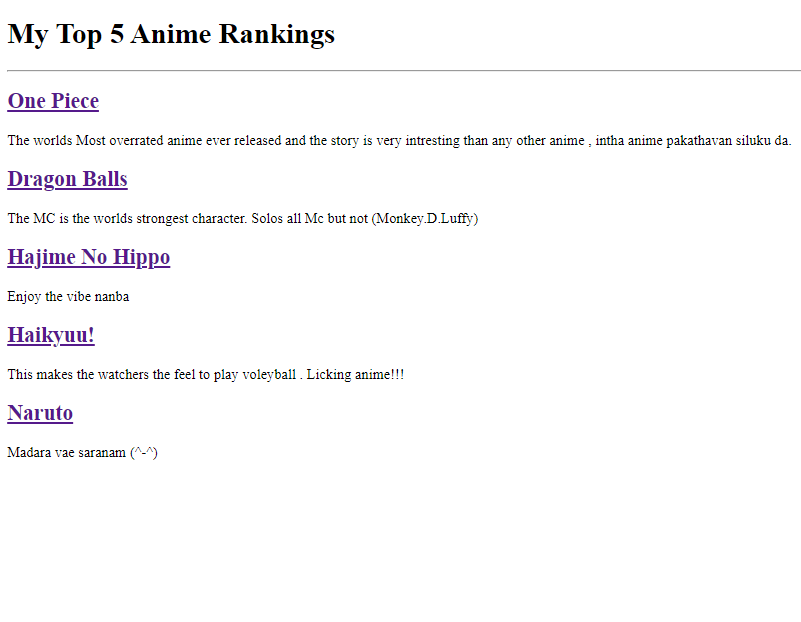 My Top 5 Anime Rankings
One Piece
The worlds Most overrated anime ever released and the story is very intresting than any other anime , intha anime pakathavan siluku da.
Dragon Balls
The MC is the worlds strongest character. Solos all Mc but not (Monkey.D.Luffy)
Hajime No Hippo
Enjoy the vibe nanba
Haikyuu!
This makes the watchers the feel to play voleyball . Licking anime!!!
Naruto
Madara vae saranam (^-^)